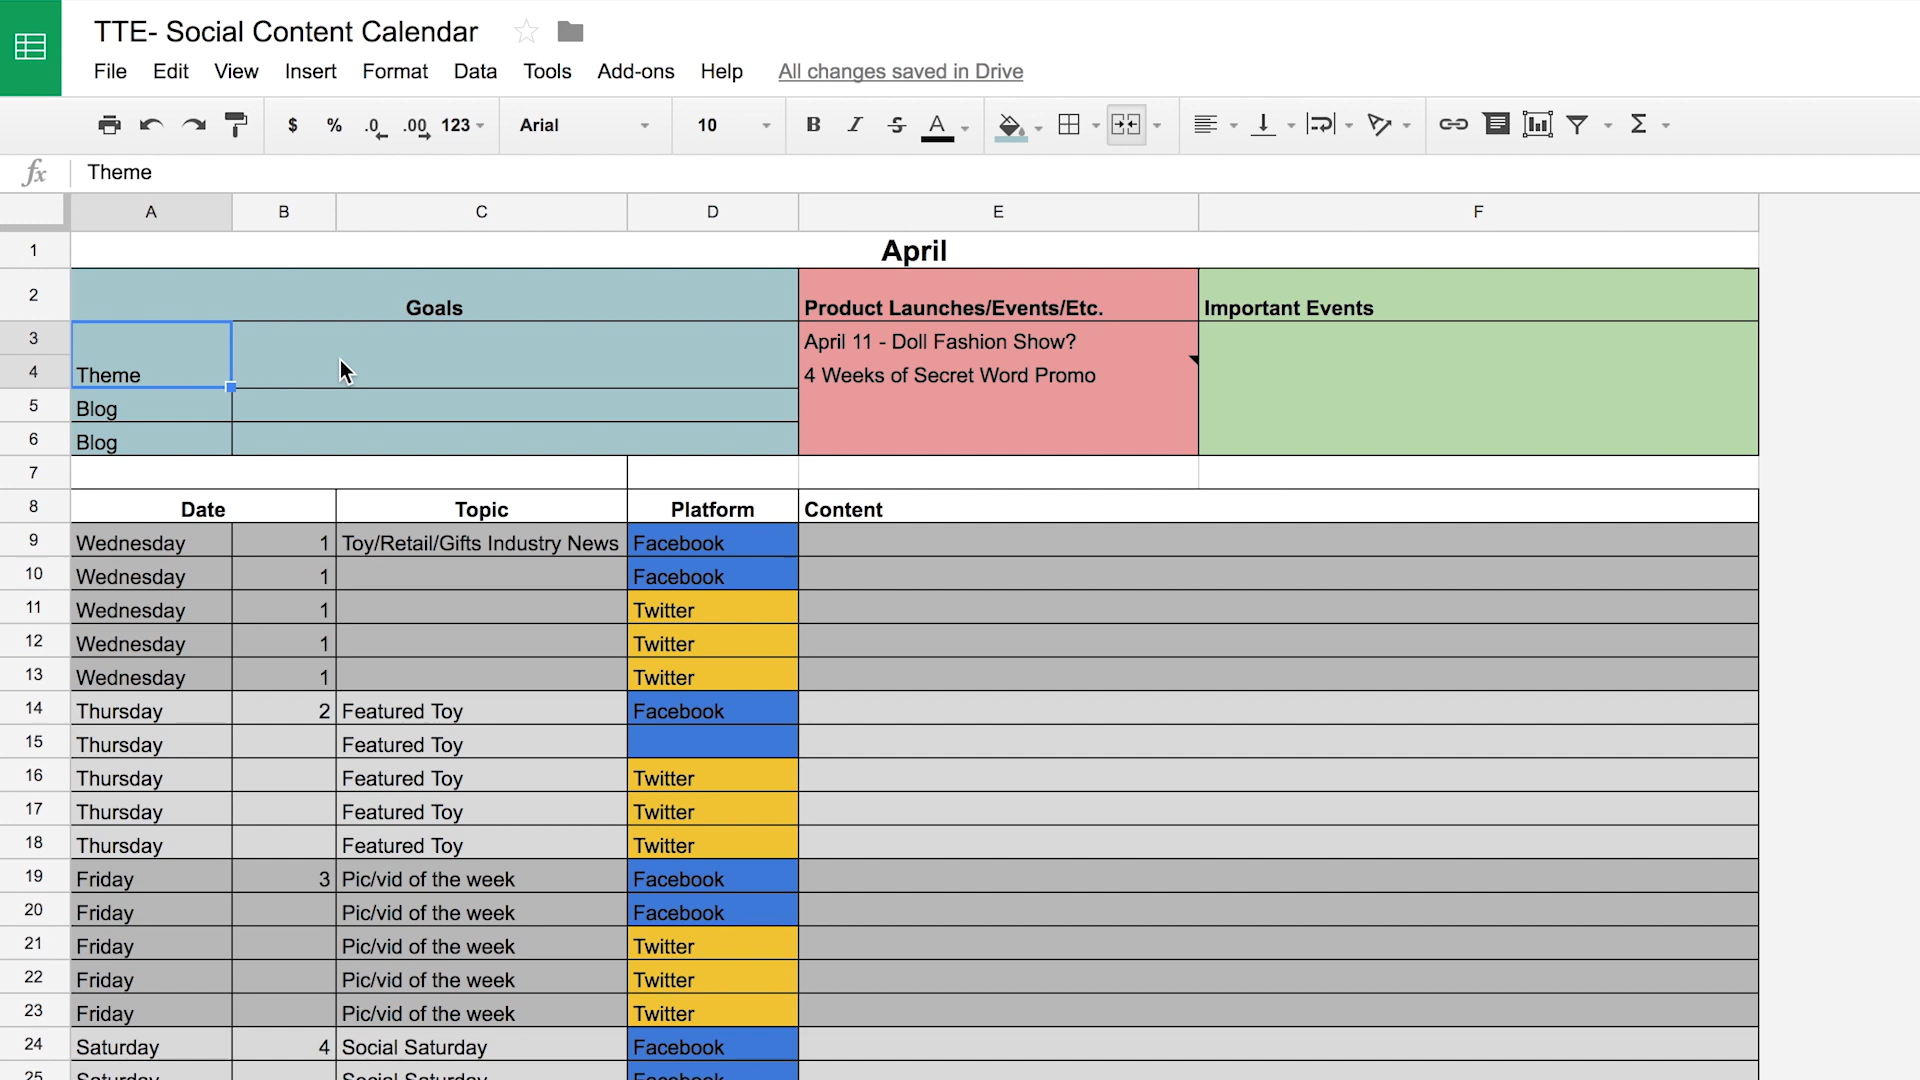 TTE- Social Content Calendar
File Edit View Insert Format Data Tools Add-ons Help All changes saved in Drive
$ % .0 .00 123 Arial 10 B I S A Σ
fx Theme
A B C D E F
1 April
2 Goals Product Launches/Events/Etc. Important Events
3 April 11 - Doll Fashion Show?
4 Theme 4 Weeks of Secret Word Promo
5 Blog
6 Blog
7
8 Date Topic Platform Content
9 Wednesday 1 Toy/Retail/Gifts Industry News Facebook
10 Wednesday 1 Facebook
11 Wednesday 1 Twitter
12 Wednesday 1 Twitter
13 Wednesday 1 Twitter
14 Thursday 2 Featured Toy Facebook
15 Thursday Featured Toy
16 Thursday Featured Toy Twitter
17 Thursday Featured Toy Twitter
18 Thursday Featured Toy Twitter
19 Friday 3 Pic/vid of the week Facebook
20 Friday Pic/vid of the week Facebook
21 Friday Pic/vid of the week Twitter
22 Friday Pic/vid of the week Twitter
23 Friday Pic/vid of the week Twitter
24 Saturday 4 Social Saturday Facebook
25 Saturday Social Saturday Facebook